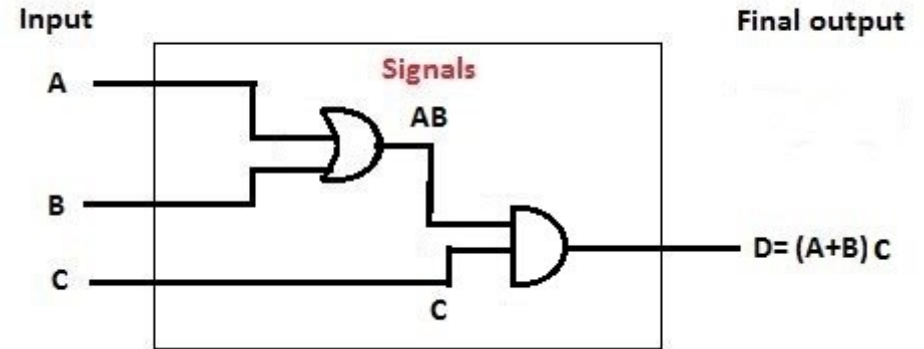 Input
Final output
Signals
A
AB
B
D= (A+B) C
C
C